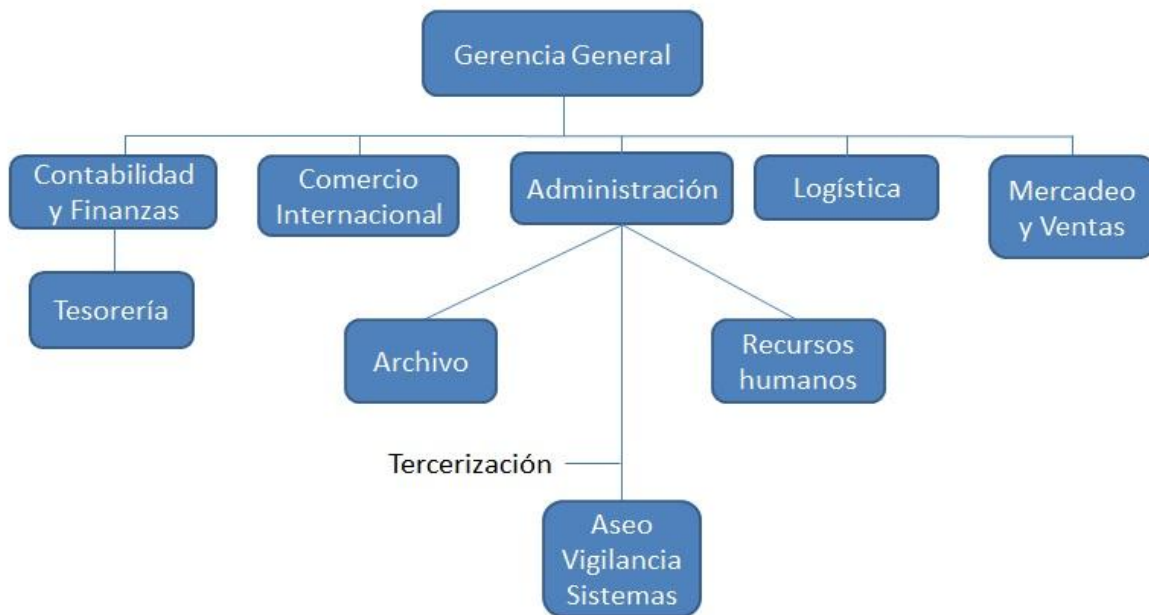 Gerencia General
Contabilidad
y Finanzas
Comercio
Internacional
Administración
Logística
Mercadeo
y Ventas
Tesorería
Archivo
Recursos
humanos
Tercerización
Aseo
Vigilancia
Sistemas